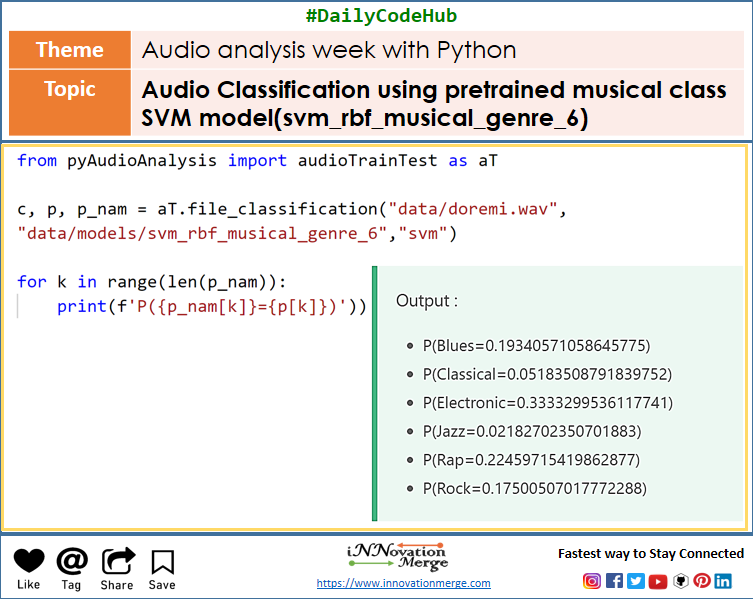 #DailyCodeHub
Theme
Audio analysis week with Python
Topic
Audio Classification using pretrained musical class
SVM model(svm_rbf_musical_genre_6)
from pyAudioAnalysis import audioTrainTest as aT
c, p, p_nam = aT.file_classification("data/doremi.wav",
"data/models/svm_rbf_musical_genre_6","svm")
for k in range(len(p_nam)):
print(f'P({p_nam[k]}={p[k]})'))
Output :
P(Blues=0.19340571058645775)
P(Classical=0.05183508791839752)
P(Electronic=0.3333299536117741)
P(Jazz=0.02182702350701883)
P(Rap=0.22459715419862877)
P(Rock=0.17500507017772288)
Like
Tag
Share
Save
iNNovation
Merge
https://www.innovationmerge.com
Fastest way to Stay Connected